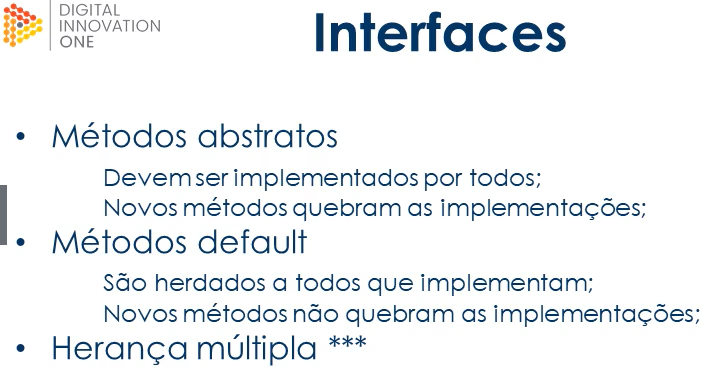 DIGITAL
INNOVATION
ONE
Interfaces
• Métodos abstratos
Devem ser implementados por todos;
Novos métodos quebram as implementações;
• Métodos default
São herdados a todos que implementam;
Novos métodos não quebram as implementações;
• Herança múltipla ***